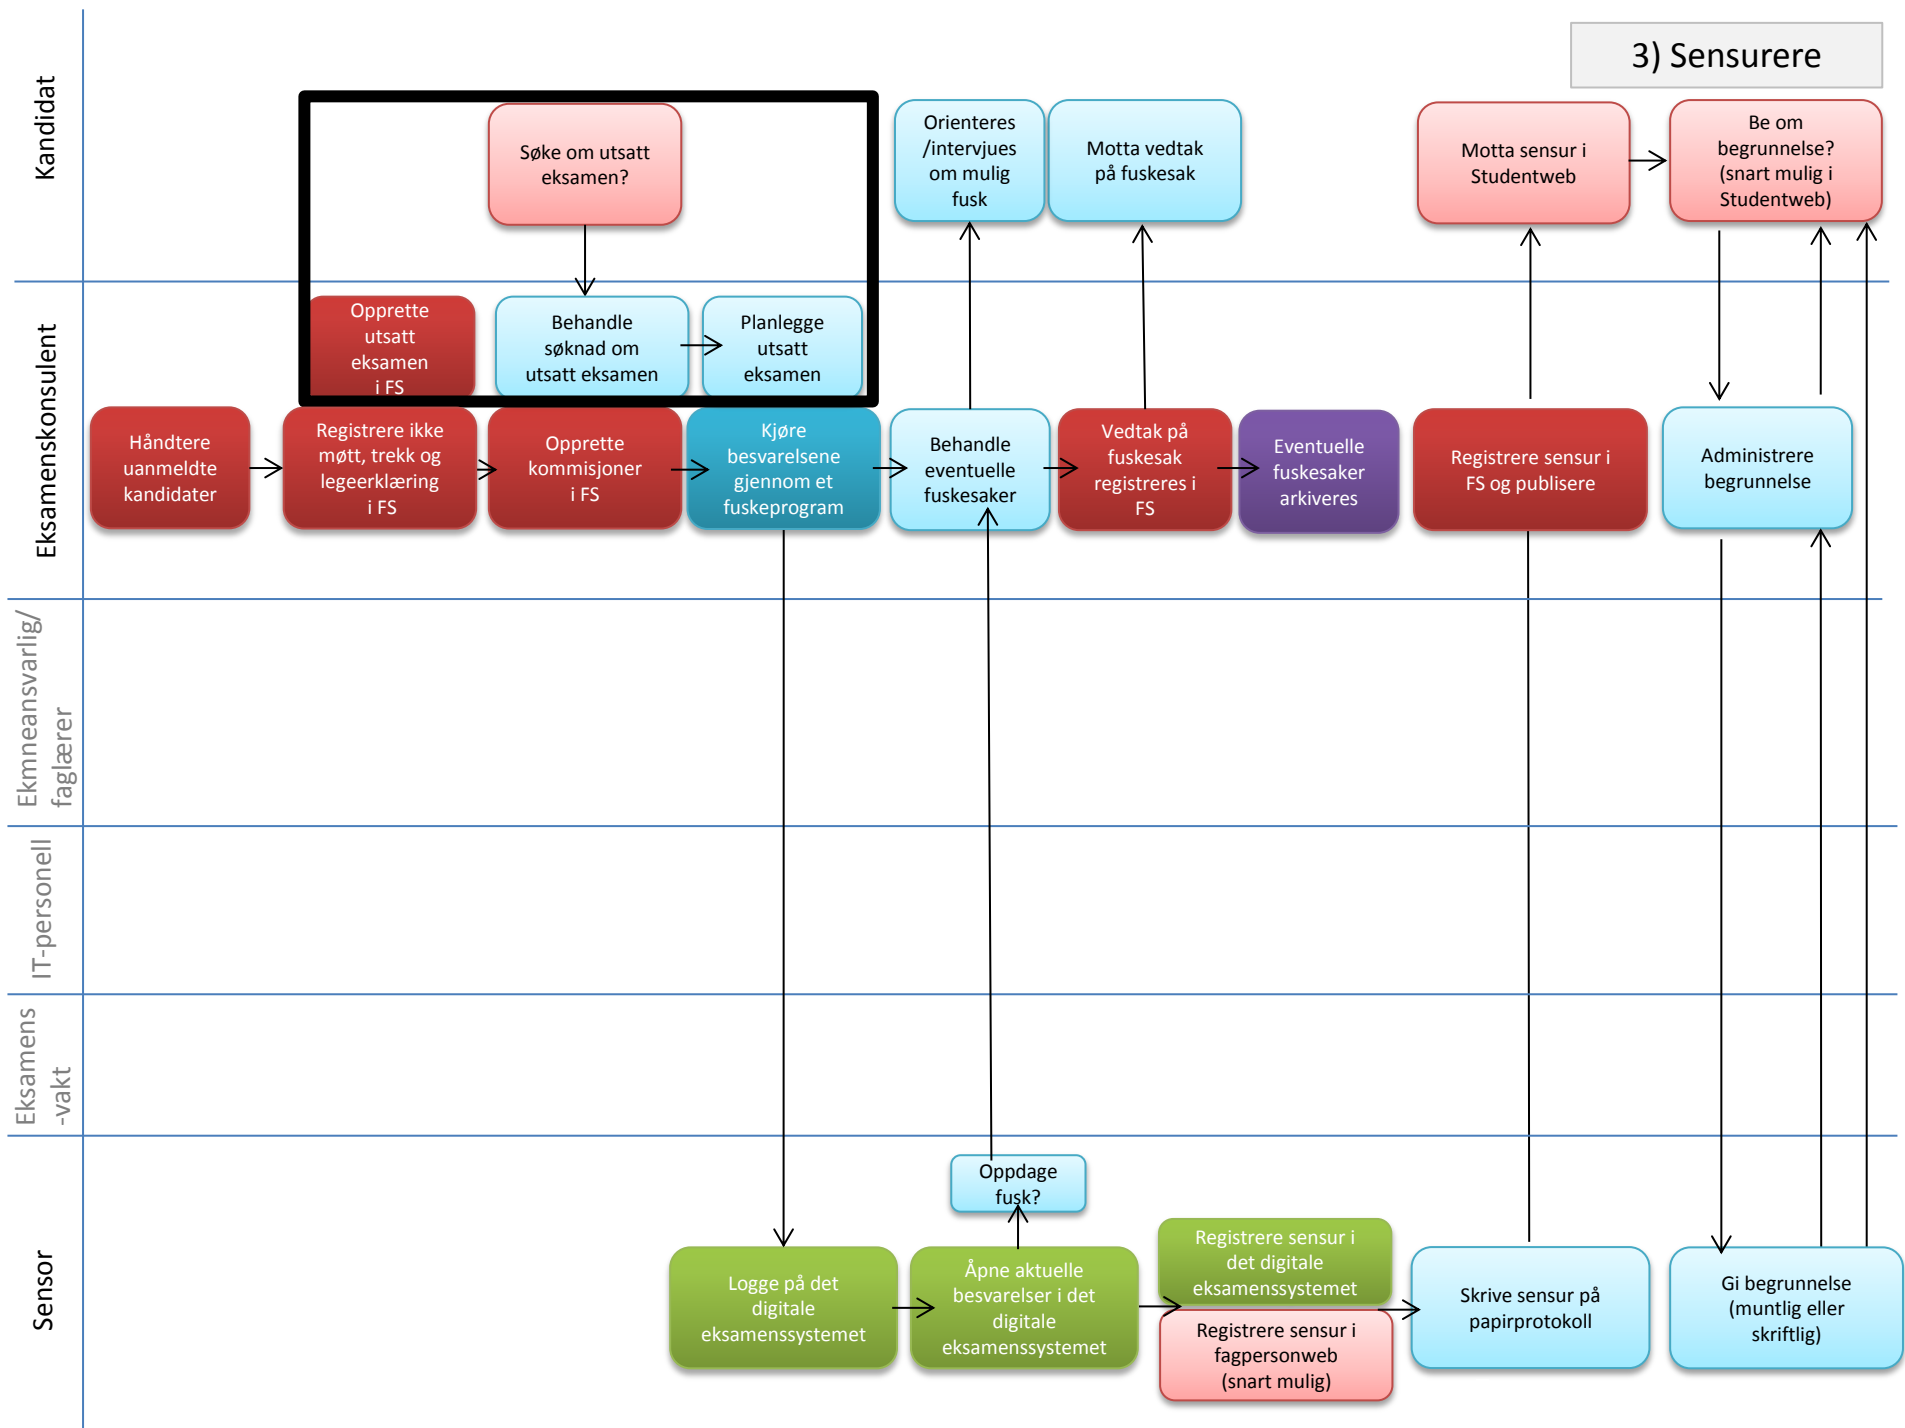 3) Sensurere
Kandidat
Søke om utsatt
eksamen?
Orienteres
/intervjues
om mulig
fusk
Motta vedtak
på fuskesak
Motta sensur i
Studentweb
Be om
begrunnelse?
(snart mulig i
Studentweb)
Eksamenskonsulent
Opprette
utsatt
eksamen
i FS
Behandle
søknad om
utsatt eksamen
Planlegge
utsatt
eksamen
Håndtere
uanmeldte
kandidater
Registrere ikke
møtt, trekk og
legeerklæring
i FS
Opprette
kommisjoner
i FS
Kjøre
besvarelsene
gjennom et
fuskeprogram
Behandle
eventuelle
fuskesaker
Vedtak på
fuskesak
registreres i
FS
Eventuelle
fuskesaker
arkiveres
Registrere sensur i
FS og publisere
Administrere
begrunnelse
Ekmneansvarlig/
faglærer
IT-personell
Eksamens
-vakt
Sensor
Oppdage
fusk?
Logge på det
digitale
eksamenssystemet
Åpne aktuelle
besvarelser i det
digitale
eksamenssystemet
Registrere sensur i
det digitale
eksamenssystemet
Registrere sensur i
fagpersonweb
(snart mulig)
Skrive sensur på
papirprotokoll
Gi begrunnelse
(muntlig eller
skriftlig)